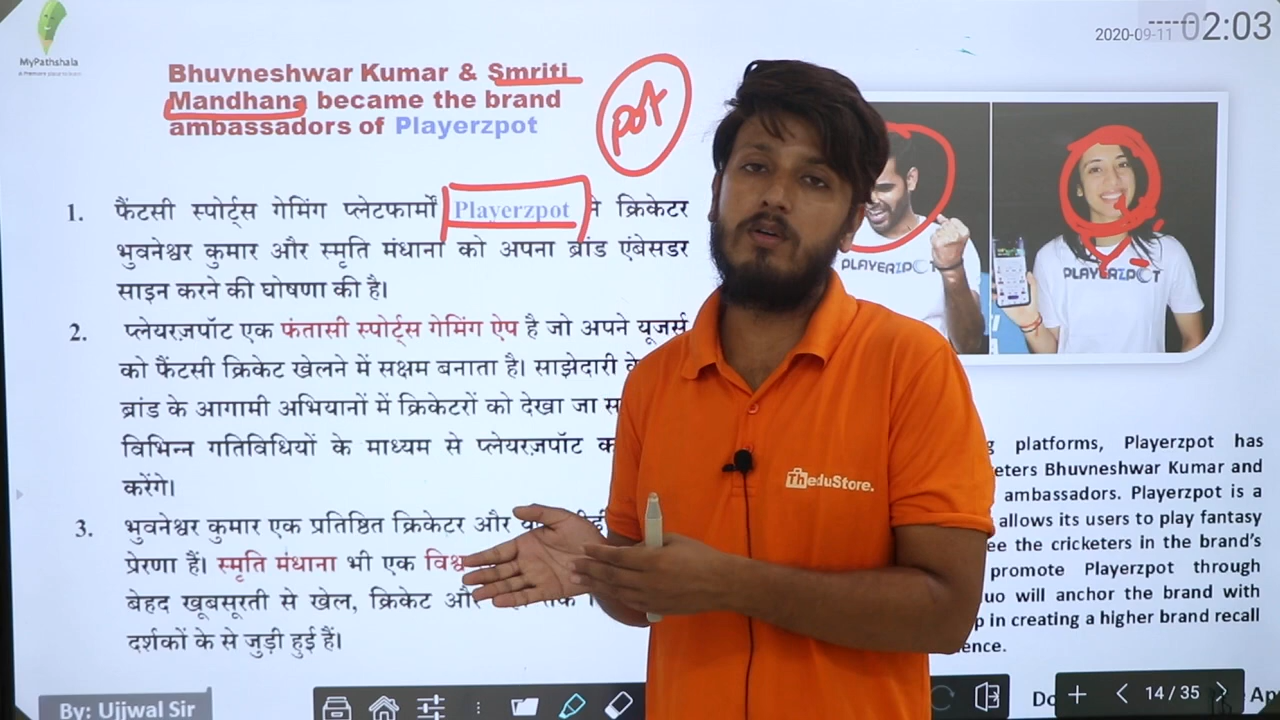 MyPathshala
2020-09-11 02:03
Bhuvneshwar Kumar & Smriti
Mandhana became the brand
ambassadors of Playerzpot
pot
1. फैंटसी स्पोर्ट्स गेमिंग प्लेटफार्मों Playerzpot ने क्रिकेटर
भुवनेश्वर कुमार और स्मृति मंधाना को अपना ब्रांड एंबेसडर
साइन करने की घोषणा की है।
2. प्लेयरज़पॉट एक फंतासी स्पोर्ट्स गेमिंग ऐप है जो अपने यूजर्स
को फैंटसी क्रिकेट खेलने में सक्षम बनाता है। साझेदारी
ब्रांड के आगामी अभियानों में क्रिकेटरों को देखा जा
विभिन्न गतिविधियों के माध्यम से प्लेयरज़पॉट
करेंगे।
3. भुवनेश्वर कुमार एक प्रतिष्ठित क्रिकेटर और
प्रेरणा हैं। स्मृति मंधाना भी एक
बेहद खूबसूरती से खेल, क्रिकेट
दर्शकों के से जुड़ी हुई हैं।
PLAYERZPOT
PLAYERZPOT
platforms, Playerzpot has
Bhuvneshwar Kumar and
ambassadors. Playerzpot is a
allows its users to play fantasy
the cricketers in the brand's
promote Playerzpot through
will anchor the brand with
in creating a higher brand recall
TheduStore.
By: Ujjwal Sir
14 / 35